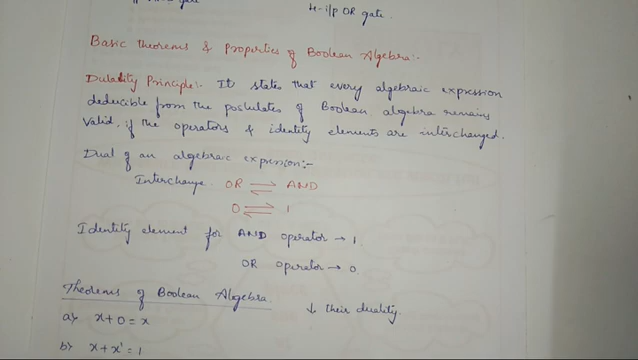 4-i/p OR gate.
Basic Theorems & Properties of Boolean Algebra:-
Duality Principle:- It states that every algebraic expression
deducible from the postulates of Boolean algebra remains
valid, if the operators & identity elements are interchanged.
Dual of an algebraic expression:-
Interchange OR ⇌ AND
0 ⇌ 1
Identity element for AND operator → 1.
OR operator → 0.
Theorems of Boolean Algebra ↓ their duality.
a) x+0=x
b) x+x'=1